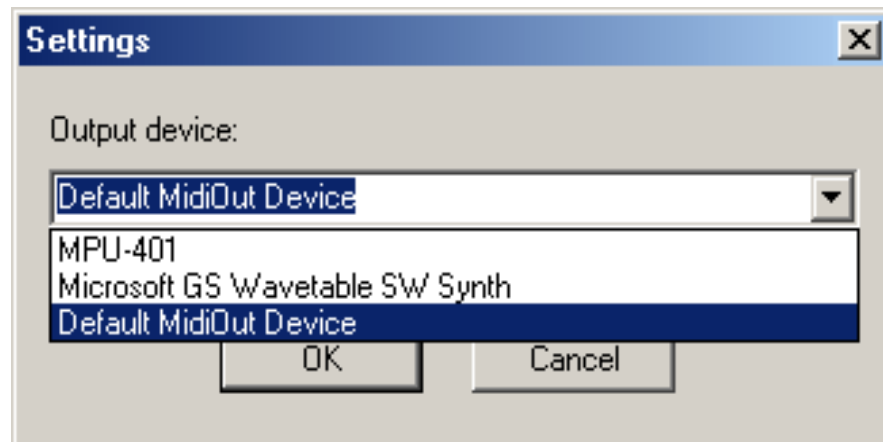 Settings
Output device:
Default MidiOut Device
MPU-401
Microsoft GS Wavetable SW Synth
Default MidiOut Device
OK Cancel